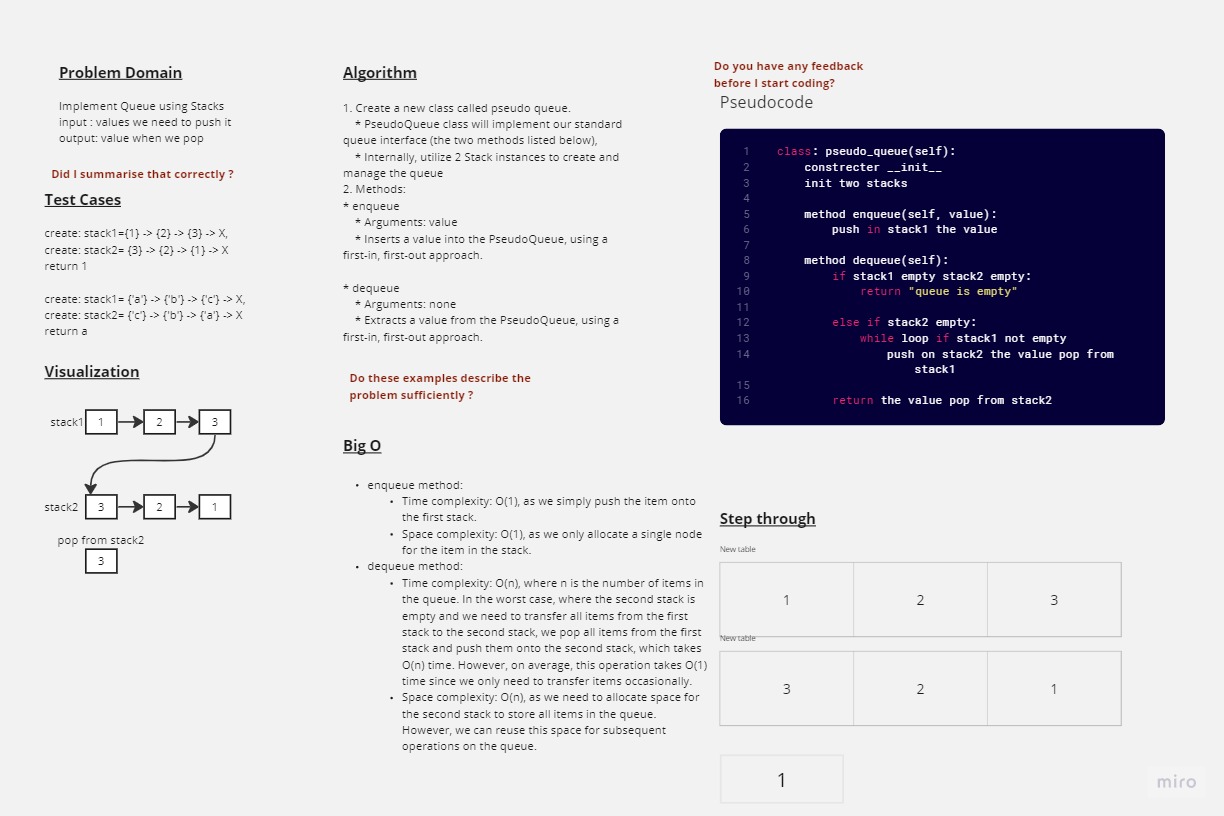 Problem Domain
Implement Queue using Stacks
input : values we need to push it
output: value when we pop
Did I summarise that correctly ?
Test Cases
create: stack1={1} -> {2} -> {3} -> X,
create: stack2= {3} -> {2} -> {1} -> X
return 1
create: stack1= {'a'} -> {'b'} -> {'c'} -> X,
create: stack2= {'c'} -> {'b'} -> {'a'} -> X
return a
Visualization
stack1 1 2 3
stack2 3 2 1
pop from stack2
3
Algorithm
1. Create a new class called pseudo queue.
* PseudoQueue class will implement our standard
queue interface (the two methods listed below),
* Internally, utilize 2 Stack instances to create and
manage the queue
2. Methods:
* enqueue
* Arguments: value
* Inserts a value into the PseudoQueue, using a
first-in, first-out approach.
* dequeue
* Arguments: none
* Extracts a value from the PseudoQueue, using a
first-in, first-out approach.
Do these examples describe the
problem sufficiently ?
Big O
• enqueue method:
• Time complexity: O(1), as we simply push the item onto
the first stack.
• Space complexity: O(1), as we only allocate a single node
for the item in the stack.
• dequeue method:
• Time complexity: O(n), where n is the number of items in
the queue. In the worst case, where the second stack is
empty and we need to transfer all items from the first
stack to the second stack, we pop all items from the first
stack and push them onto the second stack, which takes
O(n) time. However, on average, this operation takes O(1)
time since we only need to transfer items occasionally.
• Space complexity: O(n), as we need to allocate space for
the second stack to store all items in the queue.
However, we can reuse this space for subsequent
operations on the queue.
Do you have any feedback
before I start coding?
Pseudocode
1 class: pseudo_queue(self):
2 constrecter __init__
3 init two stacks
4
5 method enqueue(self, value):
6 push in stack1 the value
7
8 method dequeue(self):
9 if stack1 empty stack2 empty:
10 return "queue is empty"
11
12 else if stack2 empty:
13 while loop if stack1 not empty
14 push on stack2 the value pop from
stack1
15
16 return the value pop from stack2
Step through
New table
1 2 3
New table
3 2 1
1
miro